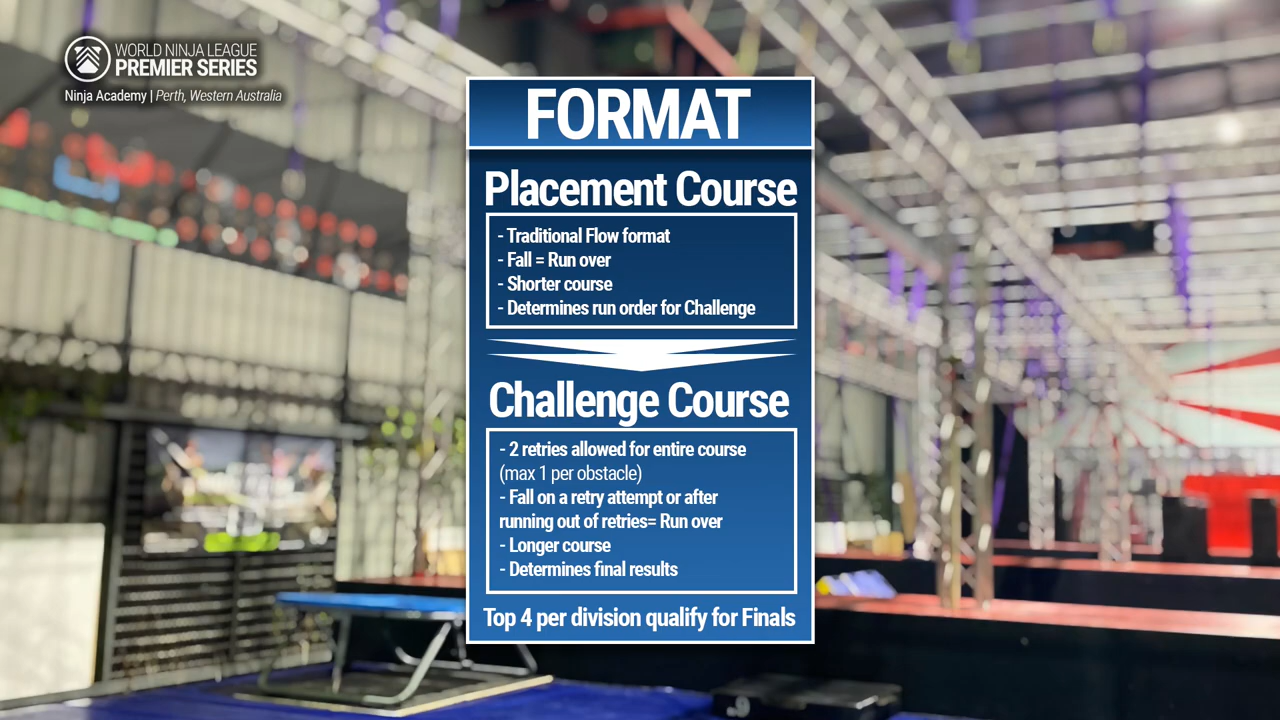 WORLD NINJA LEAGUE
PREMIER SERIES
Ninja Academy | Perth, Western Australia
FORMAT
Placement Course
- Traditional Flow format
- Fall = Run over
- Shorter course
- Determines run order for Challenge
Challenge Course
- 2 retries allowed for entire course
(max 1 per obstacle)
- Fall on a retry attempt or after
running out of retries= Run over
- Longer course
- Determines final results
Top 4 per division qualify for Finals